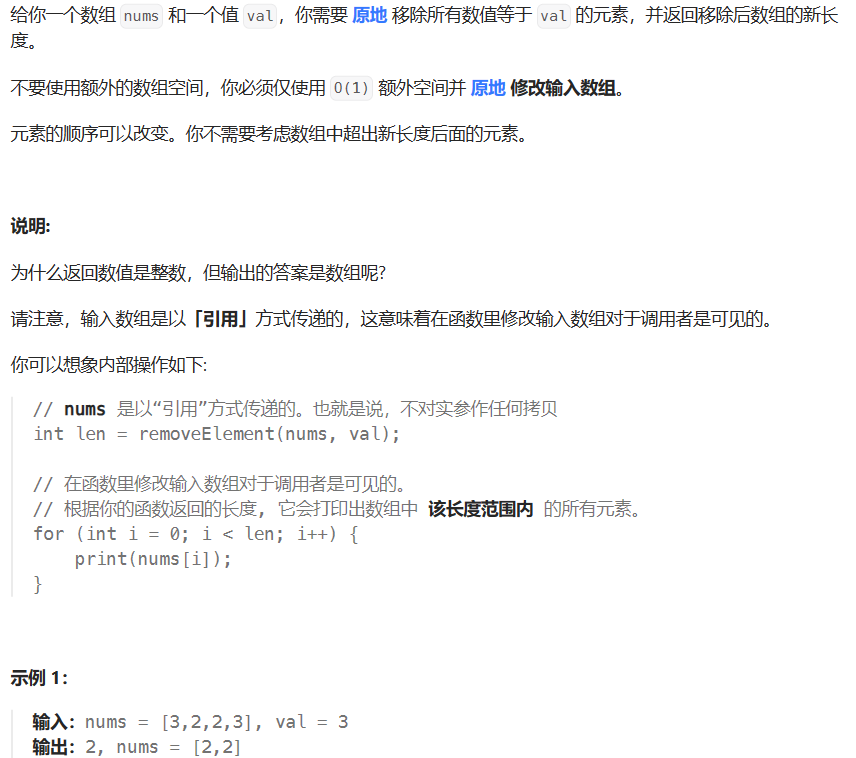 给你一个数组 nums 和一个值 val，你需要 原地 移除所有数值等于 val 的元素，并返回移除后数组的新长
度。
不要使用额外的数组空间，你必须仅使用 O(1) 额外空间并 原地 修改输入数组。
元素的顺序可以改变。你不需要考虑数组中超出新长度后面的元素。
说明:
为什么返回数值是整数，但输出的答案是数组呢?
请注意，输入数组是以「引用」方式传递的，这意味着在函数里修改输入数组对于调用者是可见的。
你可以想象内部操作如下:
// nums 是以“引用”方式传递的。也就是说，不对实参作任何拷贝
int len = removeElement(nums, val);
// 在函数里修改输入数组对于调用者是可见的。
// 根据你的函数返回的长度, 它会打印出数组中 该长度范围内 的所有元素。
for (int i = 0; i < len; i++) {
    print(nums[i]);
}
示例 1：
输入：nums = [3,2,2,3], val = 3
输出：2, nums = [2,2]